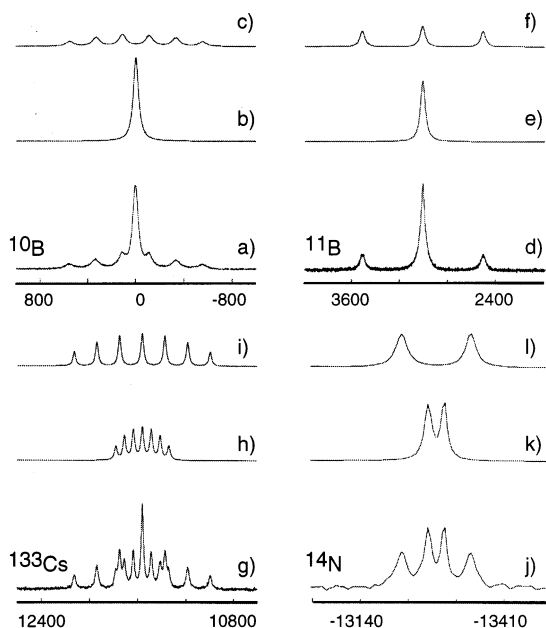 c)
f)
b)
e)
10B
a)
11B
d)
800 0 -800
3600 2400
i)
l)
h)
k)
133Cs
g)
14N
j)
12400 10800
-13140 -13410